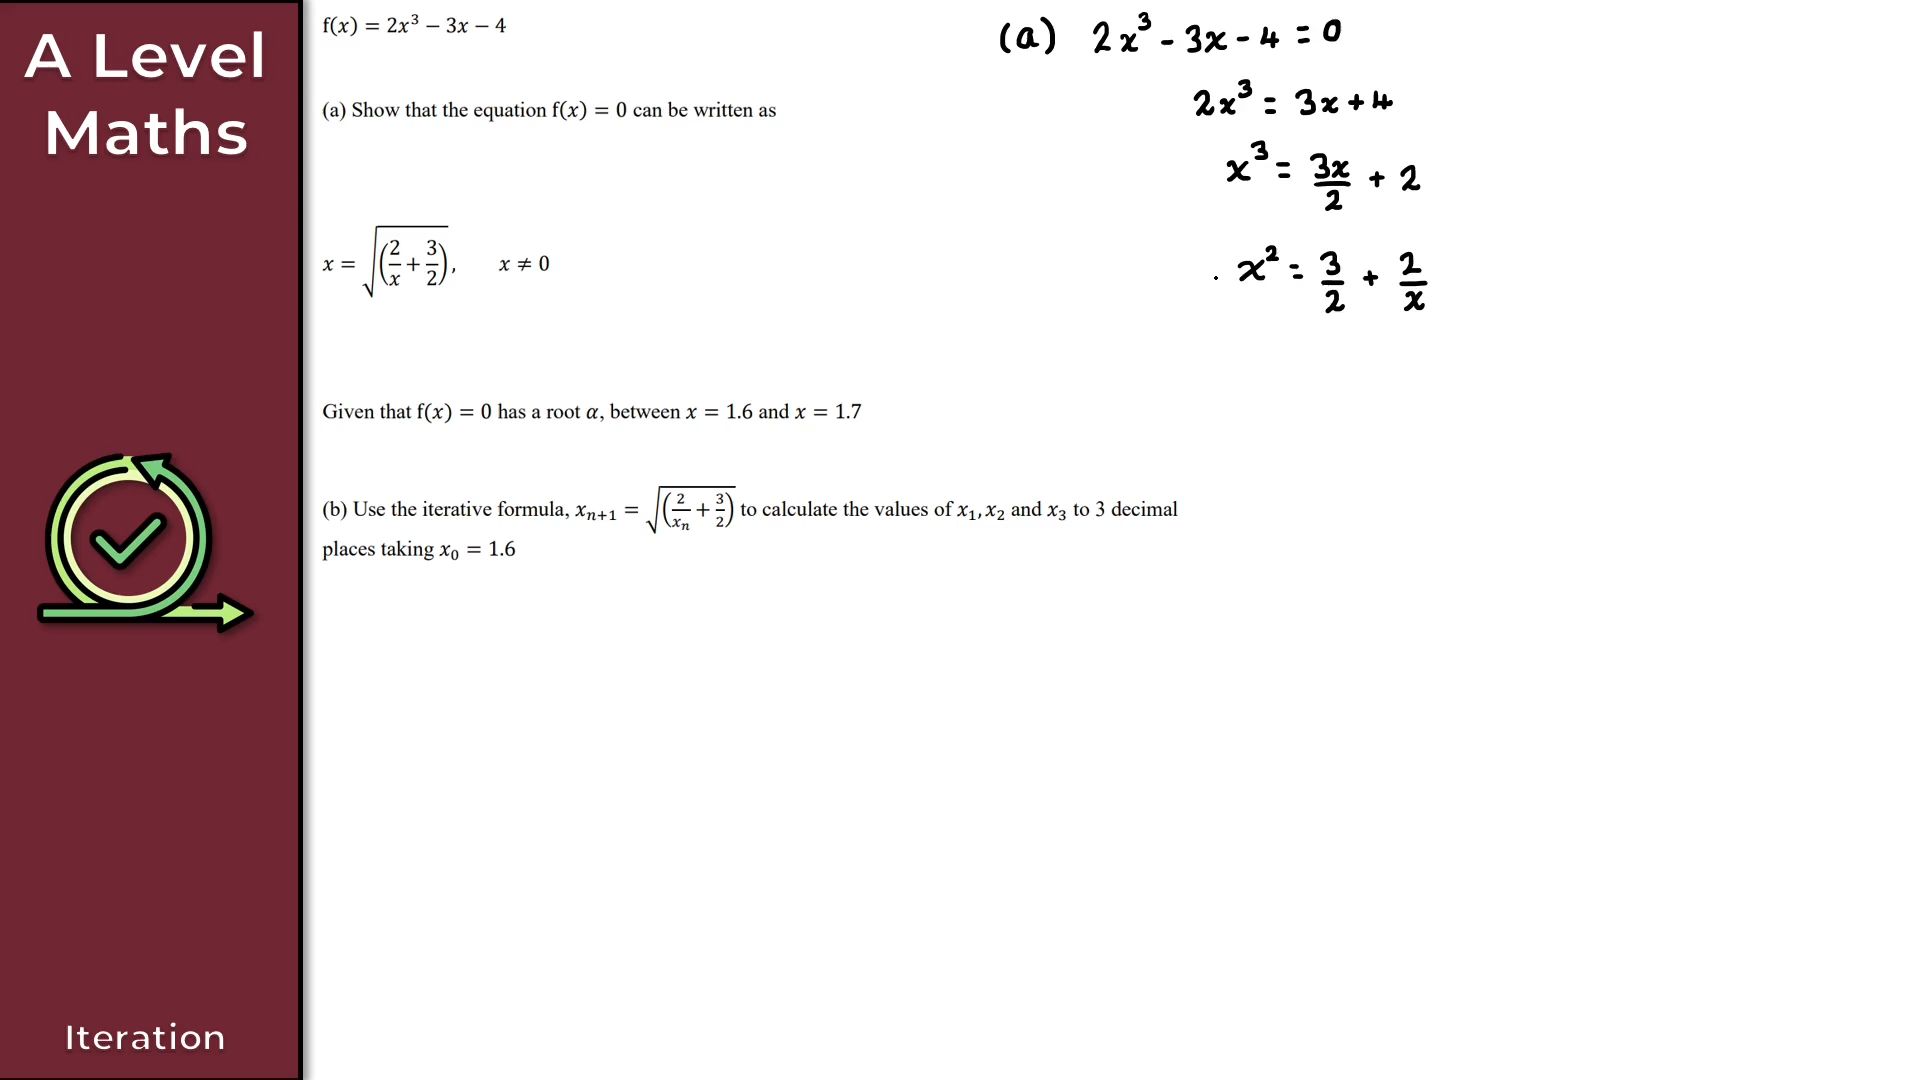 A Level
Maths
f(x) = 2x³ − 3x − 4
(a) Show that the equation f(x) = 0 can be written as
x = √(2/x + 3/2), x ≠ 0
Given that f(x) = 0 has a root α, between x = 1.6 and x = 1.7
(b) Use the iterative formula, xₙ₊₁ = √(2/xₙ + 3/2) to calculate the values of x₁, x₂ and x₃ to 3 decimal
places taking x₀ = 1.6
(a) 2x³ - 3x - 4 = 0
2x³ = 3x + 4
x³ = 3x/2 + 2
x² = 3/2 + 2/x
Iteration